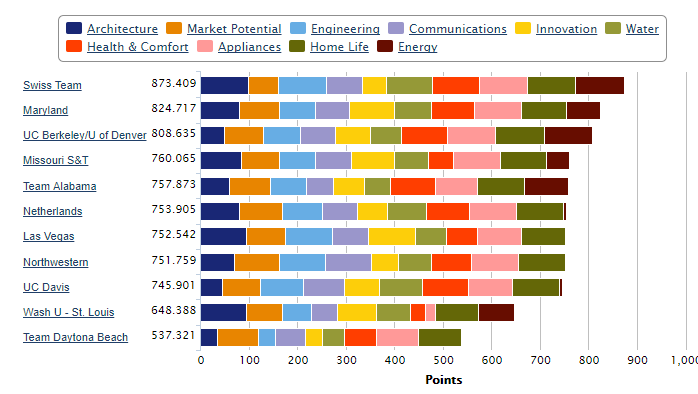 Architecture Market Potential Engineering Communications Innovation Water
Health & Comfort Appliances Home Life Energy
Swiss Team 873.409
Maryland 824.717
UC Berkeley/U of Denver 808.635
Missouri S&T 760.065
Team Alabama 757.873
Netherlands 753.905
Las Vegas 752.542
Northwestern 751.759
UC Davis 745.901
Wash U - St. Louis 648.388
Team Daytona Beach 537.321
0 100 200 300 400 500 600 700 800 900 1,000
Points